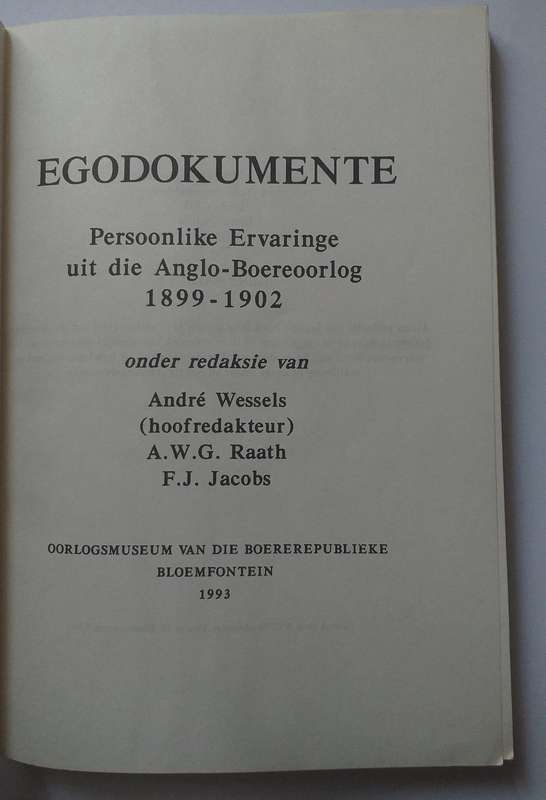 EGODOKUMENTE
Persoonlike Ervaringe
uit die Anglo-Boereoorlog
1899-1902
onder redaksie van
André Wessels
(hoofredakteur)
A.W.G. Raath
F.J. Jacobs
OORLOGSMUSEUM VAN DIE BOEREREPUBLIEKE
BLOEMFONTEIN
1993